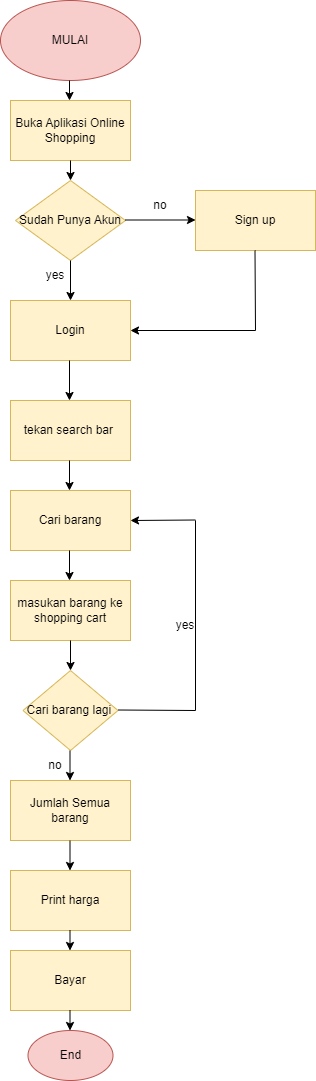 MULAI
Buka Aplikasi Online
Shopping
Sudah Punya Akun
no
Sign up
yes
Login
tekan search bar
Cari barang
masukan barang ke
shopping cart
yes
Cari barang lagi
no
Jumlah Semua
barang
Print harga
Bayar
End